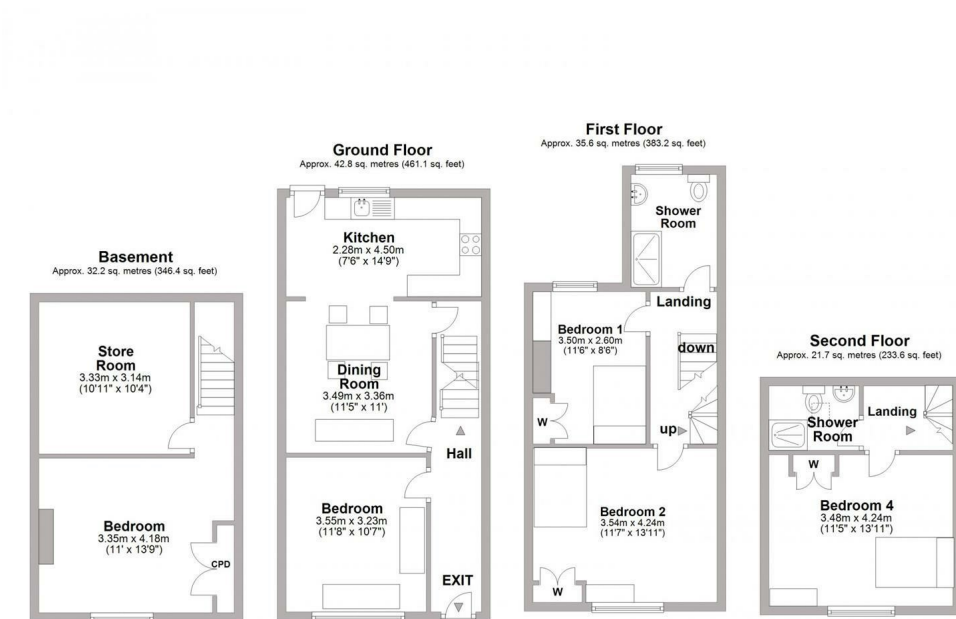 Basement
Approx. 32.2 sq. metres (346.4 sq. feet)
Store
Room
3.33m x 3.14m
(10'11" x 10'4")
Bedroom
3.35m x 4.18m
(11' x 13'9")
CPD
Ground Floor
Approx. 42.8 sq. metres (461.1 sq. feet)
Kitchen
2.28m x 4.50m
(7'6" x 14'9")
Dining
Room
3.49m x 3.36m
(11'5" x 11')
Hall
Bedroom
3.55m x 3.23m
(11'8" x 10'7")
EXIT
First Floor
Approx. 35.6 sq. metres (383.2 sq. feet)
Shower
Room
Landing
Bedroom 1
3.50m x 2.60m
(11'6" x 8'6")
down
W
up
Bedroom 2
3.54m x 4.24m
(11'7" x 13'11")
W
Second Floor
Approx. 21.7 sq. metres (233.6 sq. feet)
Landing
Shower
Room
W
Bedroom 4
3.48m x 4.24m
(11'5" x 13'11")